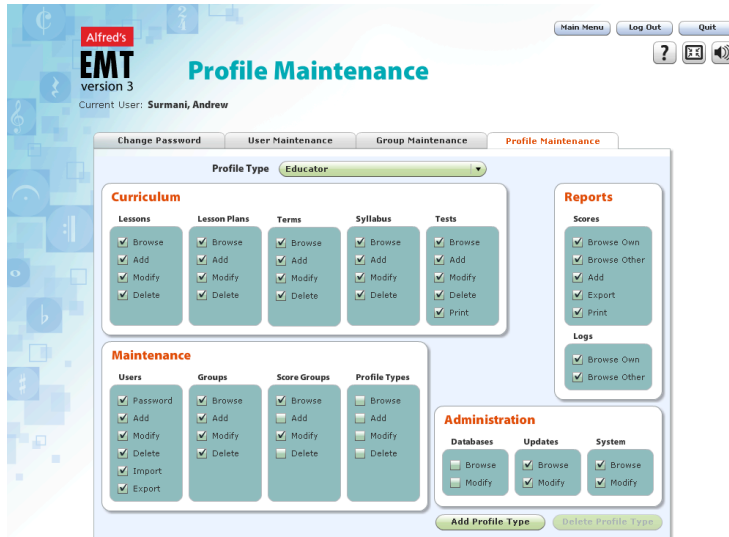 Main Menu Log Out Quit
Alfred's
EMT
version 3
Profile Maintenance
?
Current User: Surmani, Andrew
Change Password User Maintenance Group Maintenance Profile Maintenance
Profile Type Educator
Curriculum
Lessons Lesson Plans Terms Syllabus Tests
Browse Browse Browse Browse Browse
Add Add Add Add Add
Modify Modify Modify Modify Modify
Delete Delete Delete Delete Delete
Print
Reports
Scores
Browse Own
Browse Other
Add
Export
Print
Logs
Browse Own
Browse Other
Maintenance
Users Groups Score Groups Profile Types
Password Browse Browse Browse
Add Add Add Add
Modify Modify Modify Modify
Delete Delete Delete Delete
Import
Export
Administration
Databases Updates System
Browse Browse Browse
Modify Modify Modify
Add Profile Type Delete Profile Type